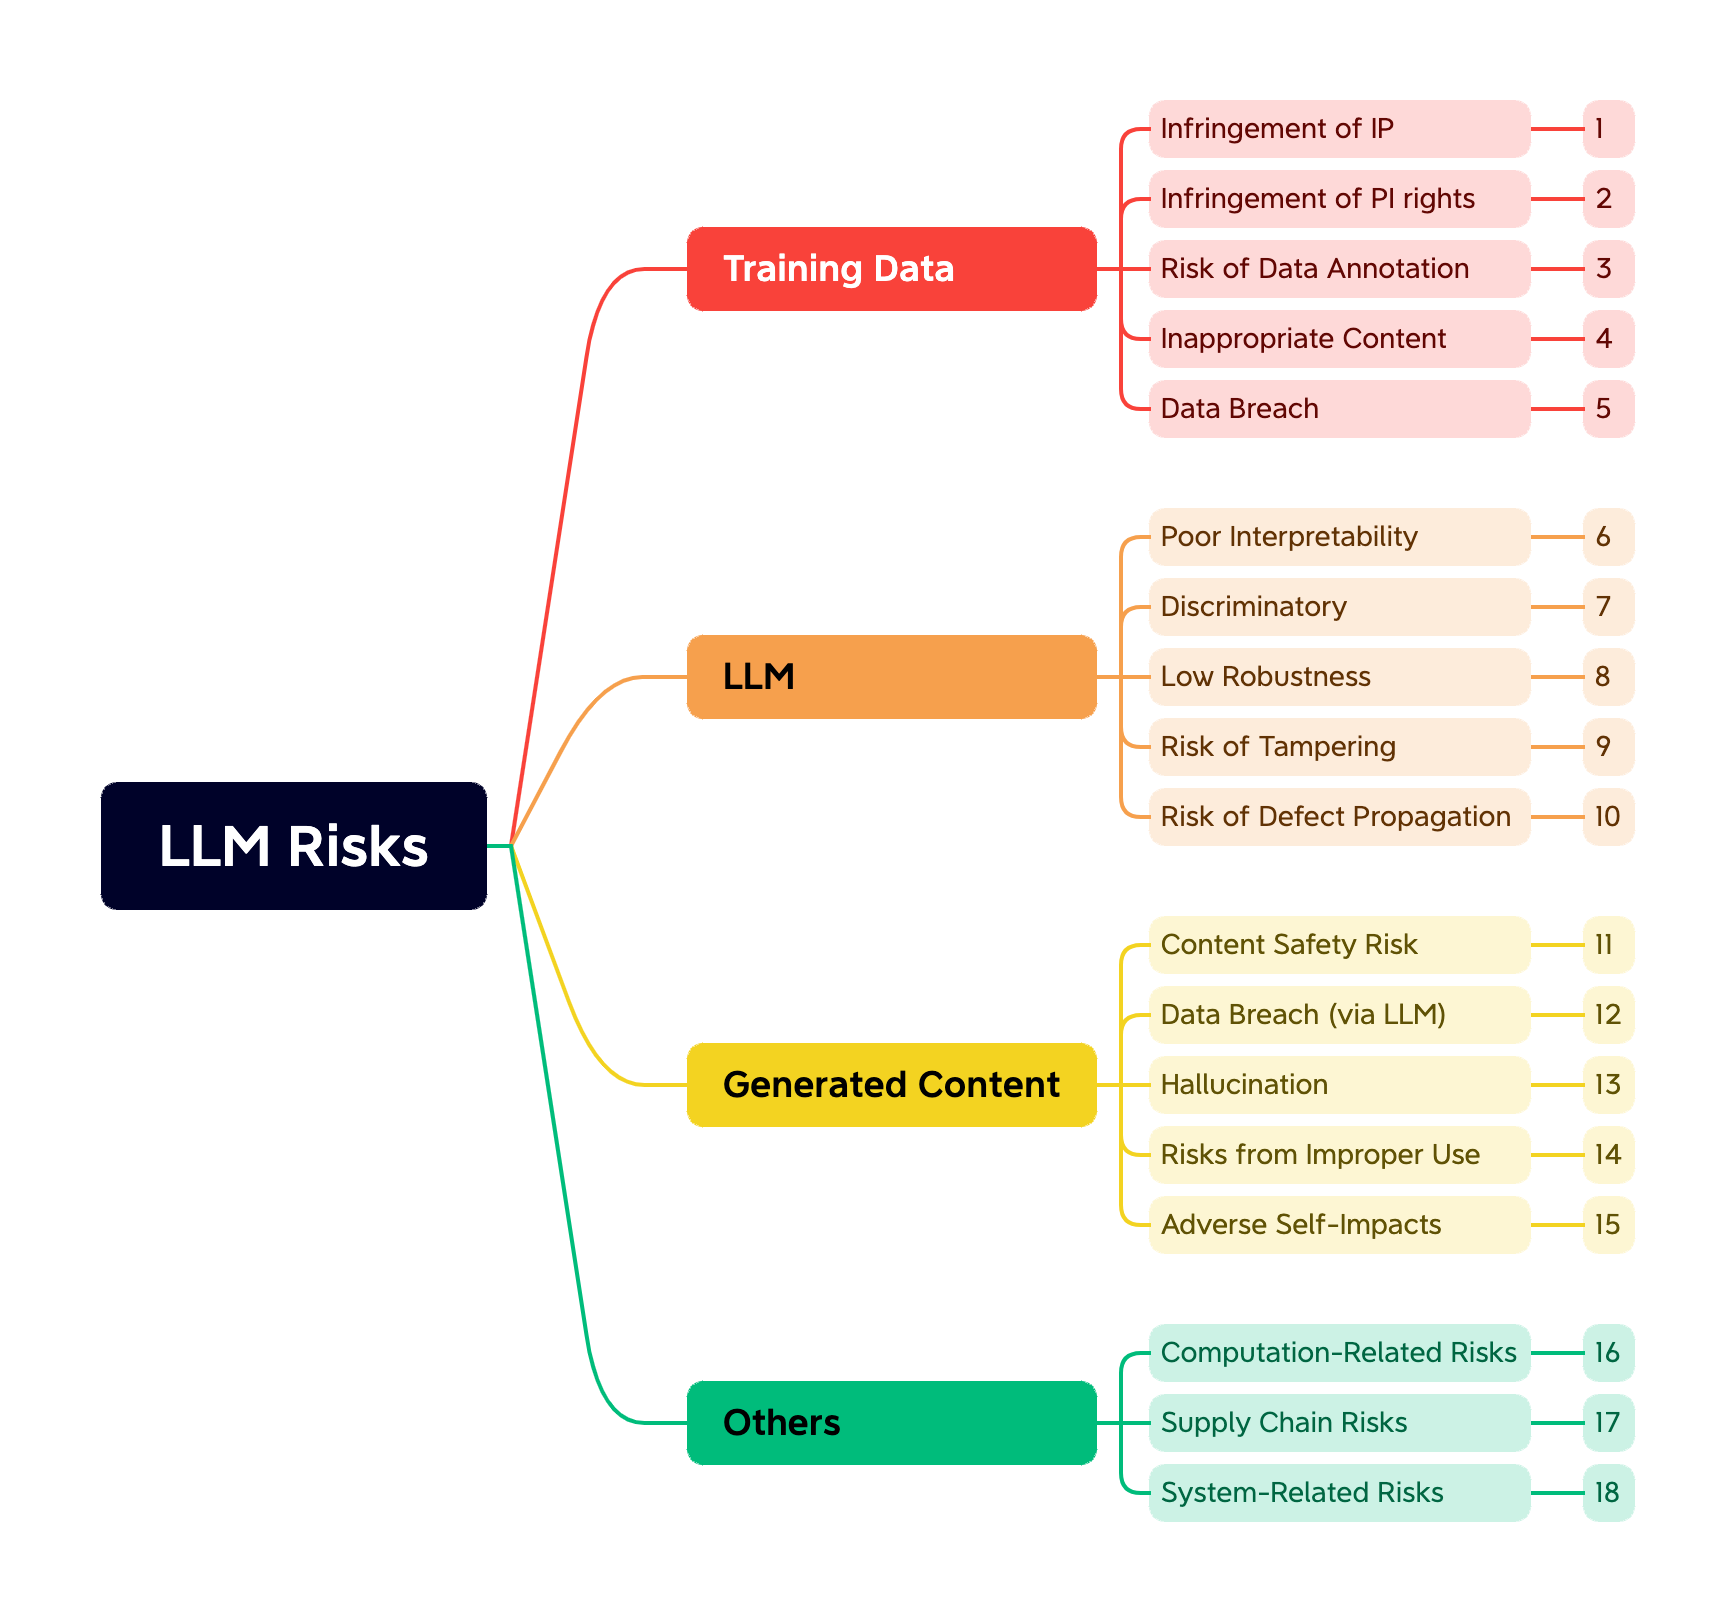 LLM Risks
Training Data
Infringement of IP 1
Infringement of PI rights 2
Risk of Data Annotation 3
Inappropriate Content 4
Data Breach 5
LLM
Poor Interpretability 6
Discriminatory 7
Low Robustness 8
Risk of Tampering 9
Risk of Defect Propagation 10
Generated Content
Content Safety Risk 11
Data Breach (via LLM) 12
Hallucination 13
Risks from Improper Use 14
Adverse Self-Impacts 15
Others
Computation-Related Risks 16
Supply Chain Risks 17
System-Related Risks 18